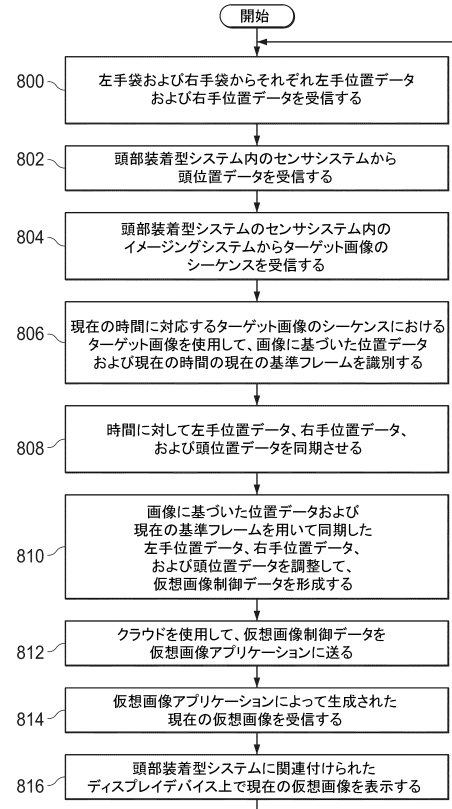 開始
800
左手袋および右手袋からそれぞれ左手位置データ
および右手位置データを受信する
802
頭部装着型システム内のセンサシステムから
頭位置データを受信する
804
頭部装着型システムのセンサシステム内の
イメージングシステムからターゲット画像の
シーケンスを受信する
806
現在の時間に対応するターゲット画像のシーケンスにおける
ターゲット画像を使用して、画像に基づいた位置データ
および現在の時間の現在の基準フレームを識別する
808
時間に対して左手位置データ、右手位置データ、
および頭位置データを同期させる
810
画像に基づいた位置データおよび
現在の基準フレームを用いて同期した
左手位置データ、右手位置データ、
および頭位置データを調整して、
仮想画像制御データを形成する
812
クラウドを使用して、仮想画像制御データを
仮想画像アプリケーションに送る
814
仮想画像アプリケーションによって生成された
現在の仮想画像を受信する
816
頭部装着型システムに関連付けられた
ディスプレイデバイス上で現在の仮想画像を表示する